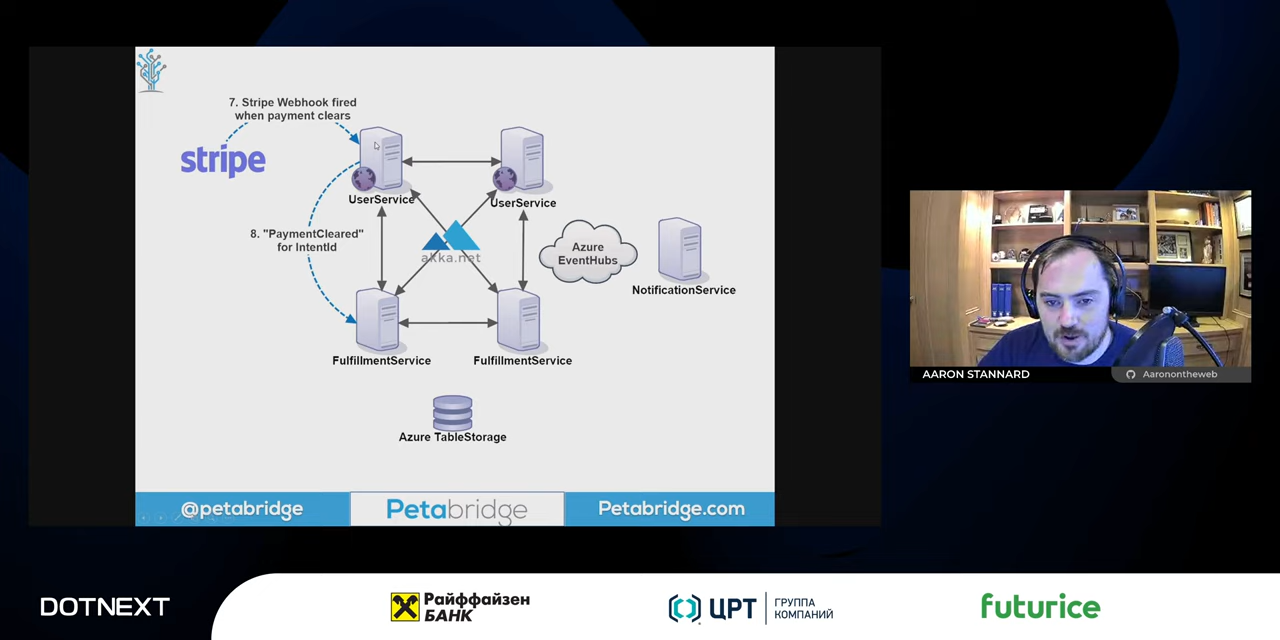 7. Stripe Webhook fired
when payment clears
stripe
UserService
UserService
8. "PaymentCleared"
for IntentId
akka.net
Azure
EventHubs
NotificationService
FulfillmentService
FulfillmentService
Azure TableStorage
@petabridge
Petabridge
Petabridge.com
AARON STANNARD
Aaronontheweb
DOTNEXT
Райффайзен
БАНК
ЦРТ
ГРУППА
КОМПАНИЙ
futurice